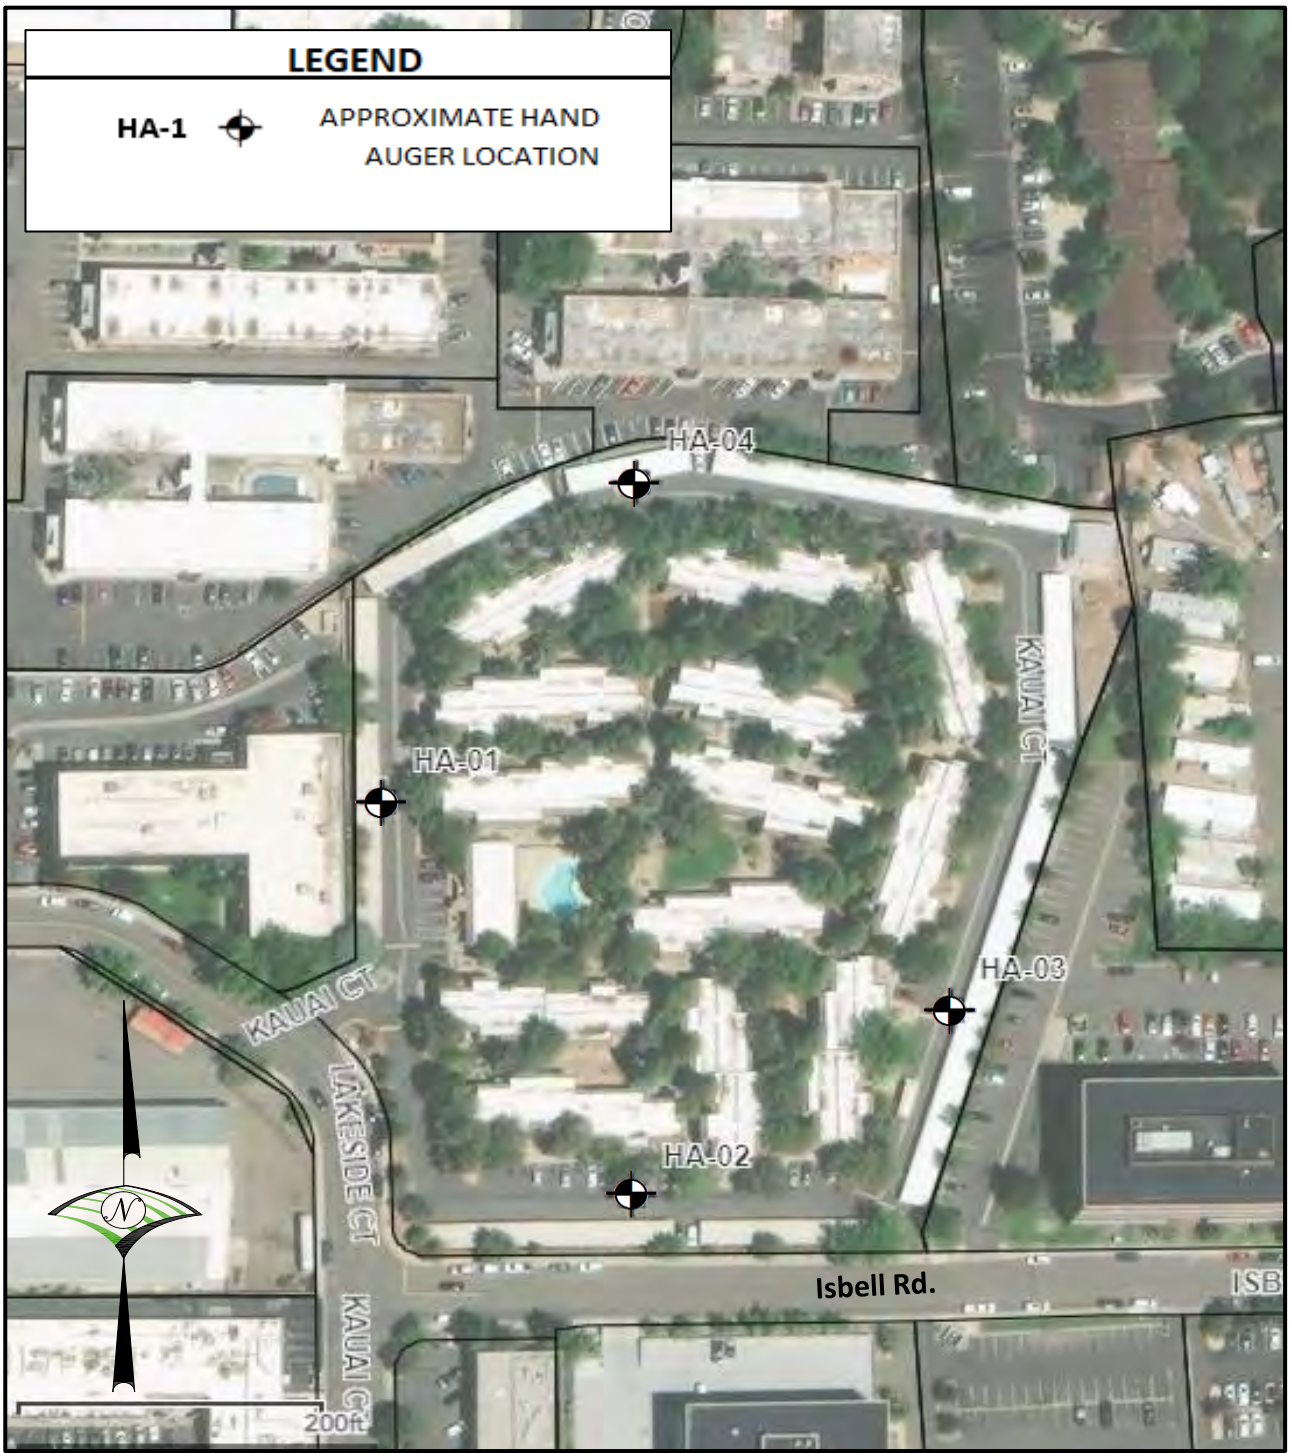 LEGEND
HA-1
APPROXIMATE HAND
AUGER LOCATION
HA-04
KAUAI CT
HA-01
HA-03
KAUAI CT
LAKESIDE CT
HA-02
Isbell Rd.
ISB
KAUAI C
N
200ft